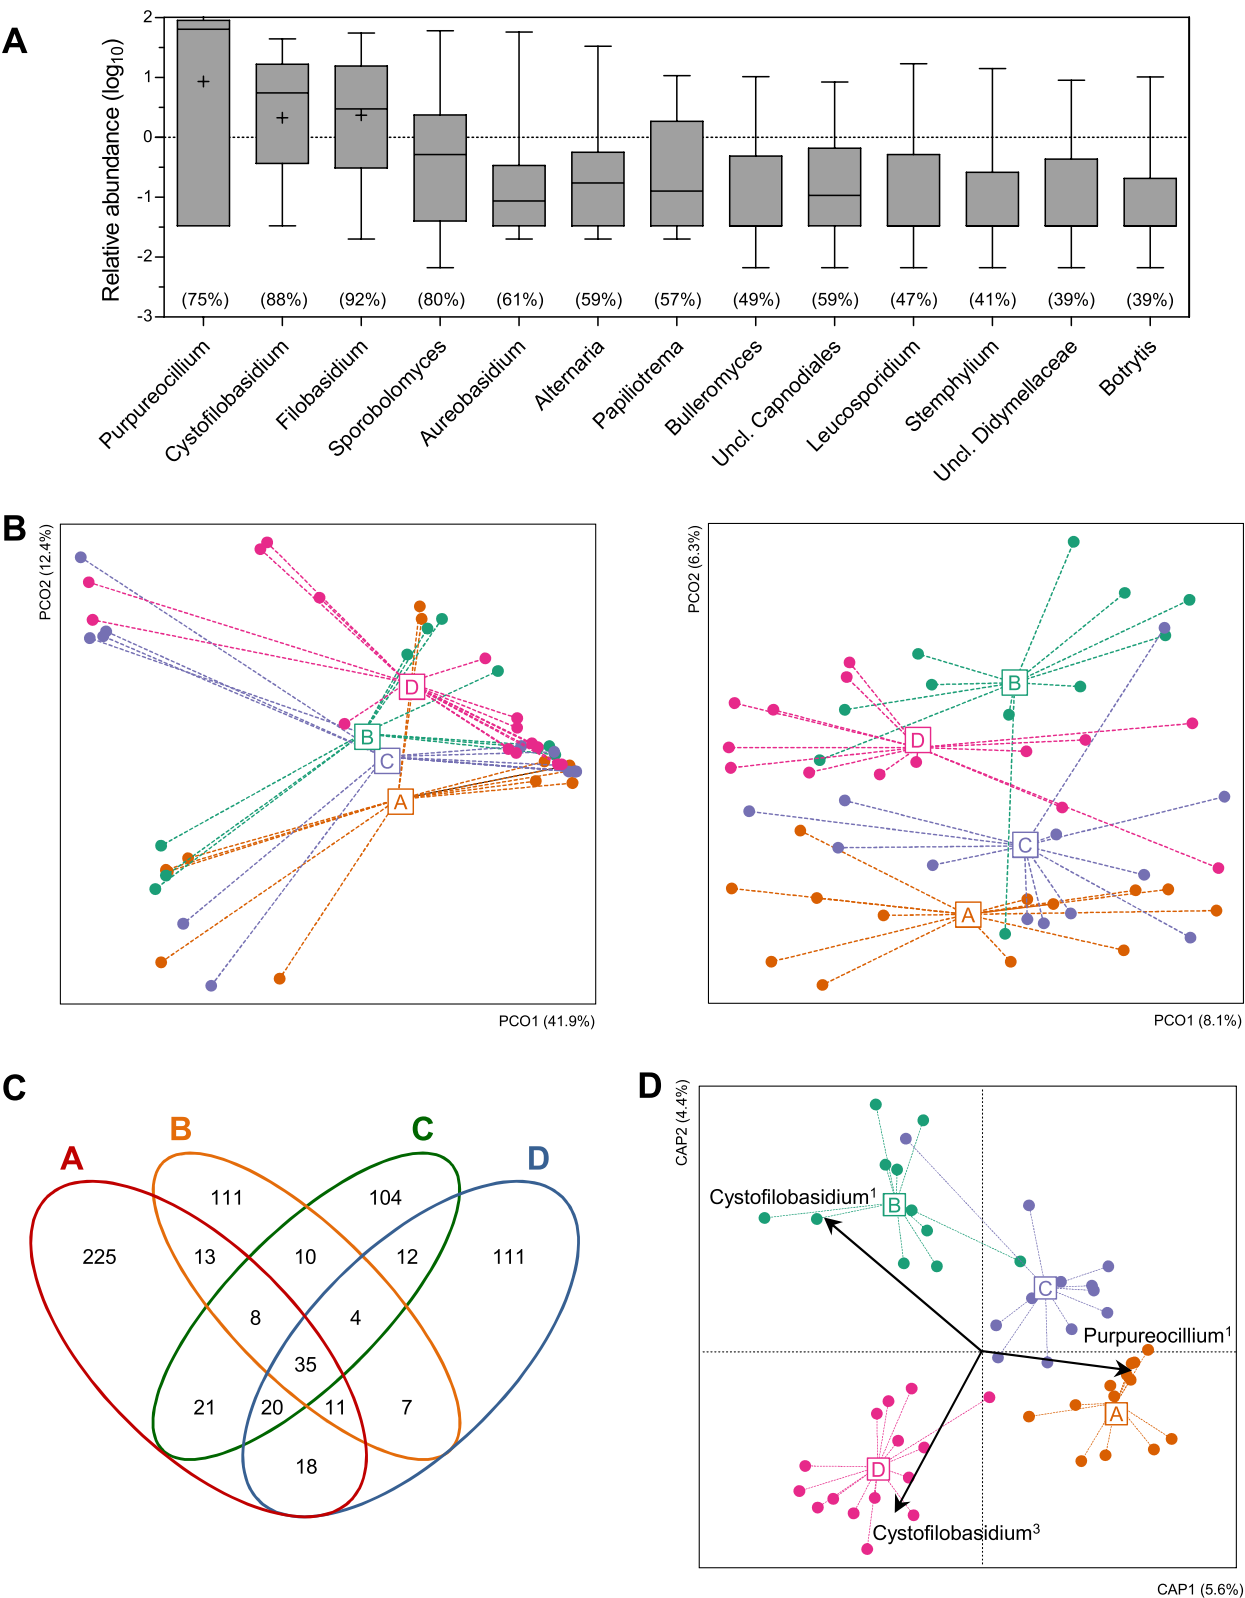 A
Relative abundance (log10)
2
1
0
-1
-2
-3
(75%) (88%) (92%) (80%) (61%) (59%) (57%) (49%) (59%) (47%) (41%) (39%) (39%)
Purpureocillium
Cystofilobasidium
Filobasidium
Sporobolomyces
Aureobasidium
Alternaria
Papiliotrema
Bulleromyces
Uncl. Capnodiales
Leucosporidium
Stemphylium
Uncl. Didymellaceae
Botrytis
B
PCO2 (12.4%)
D
B
C
A
PCO1 (41.9%)
PCO2 (6.3%)
B
D
C
A
PCO1 (8.1%)
C
A
B
C
D
111 104
225 13 10 12 111
8 4
35
21 20 11 7
18
D
CAP2 (4.4%)
Cystofilobasidium1
B
C
Purpureocillium1
A
D
Cystofilobasidium3
CAP1 (5.6%)